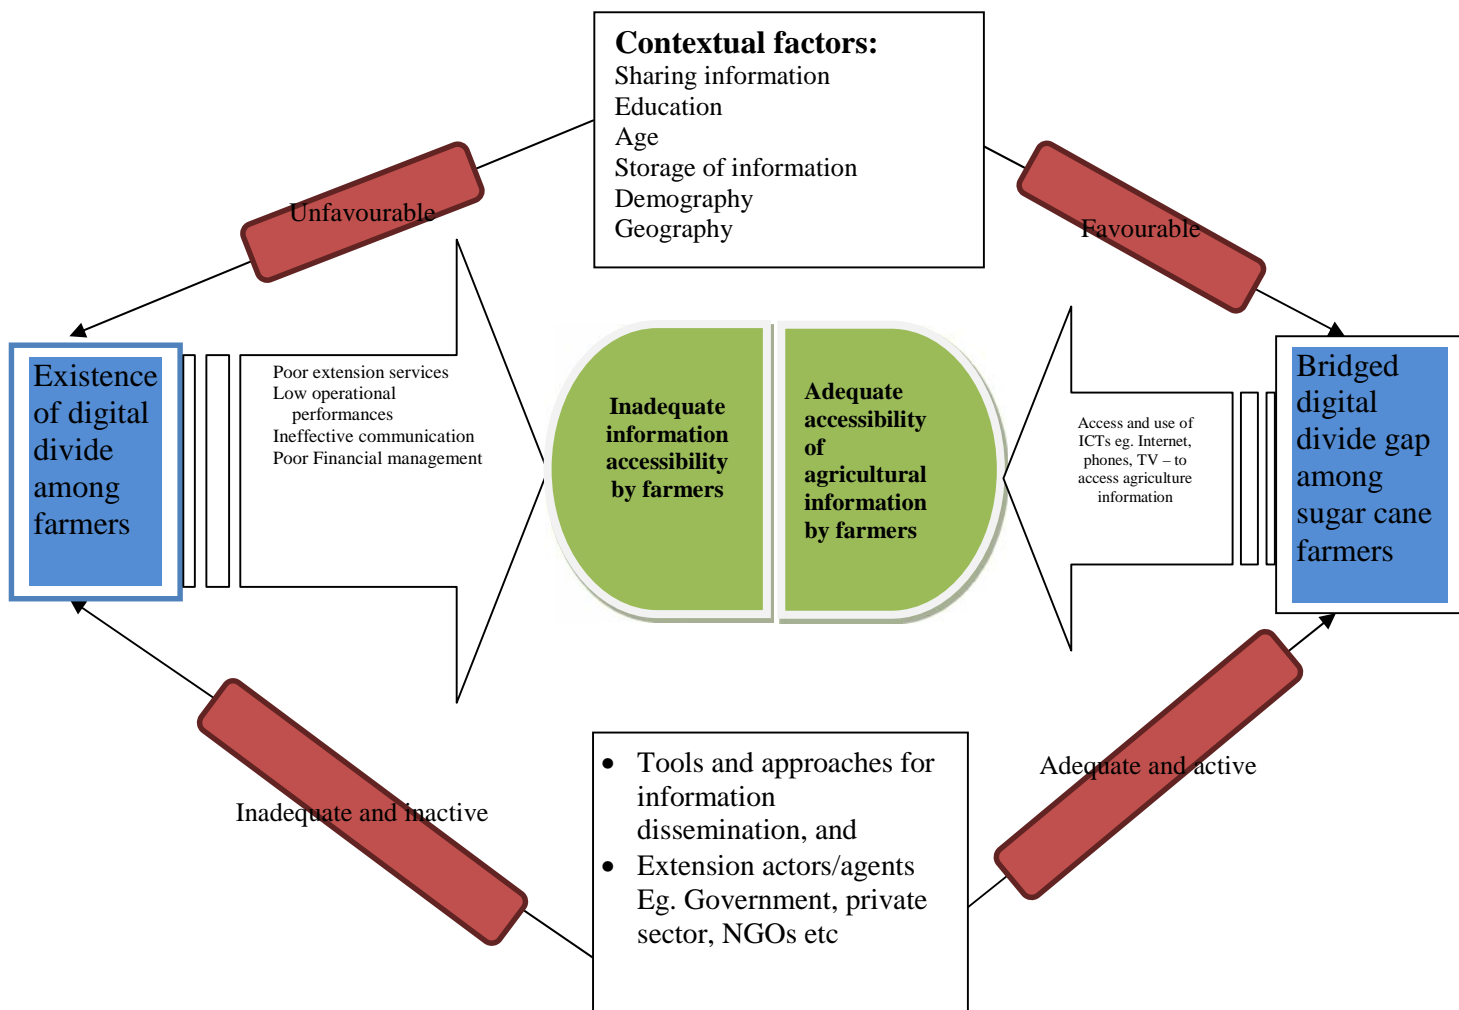 Contextual factors:
Sharing information
Education
Age
Storage of information
Demography
Geography
Unfavourable
Favourable
Existence
of digital
divide
among
farmers
Poor extension services
Low operational
performances
Ineffective communication
Poor Financial management
Inadequate
information
accessibility
by farmers
Adequate
accessibility
of
agricultural
information
by farmers
Access and use of
ICTs eg. Internet,
phones, TV – to
access agriculture
information
Bridged
digital
divide gap
among
sugar cane
farmers
Inadequate and inactive
• Tools and approaches for
information
dissemination, and
• Extension actors/agents
Eg. Government, private
sector, NGOs etc
Adequate and active